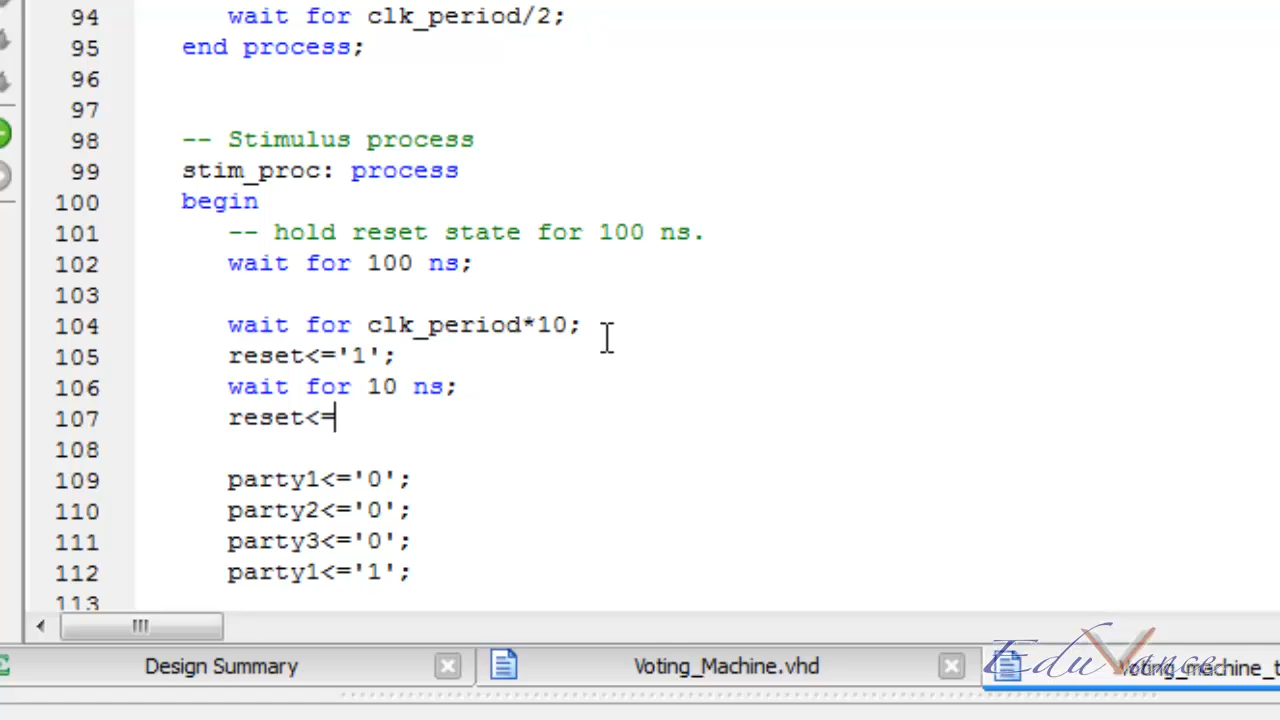 94 wait for clk_period/2;
95 end process;
96
97
98 -- Stimulus process
99 stim_proc: process
100 begin
101 -- hold reset state for 100 ns.
102 wait for 100 ns;
103
104 wait for clk_period*10;
105 reset<='1';
106 wait for 10 ns;
107 reset<=
108
109 party1<='0';
110 party2<='0';
111 party3<='0';
112 party1<='1';
113
Design Summary
Voting_Machine.vhd
Voting_machine_t
EduVance